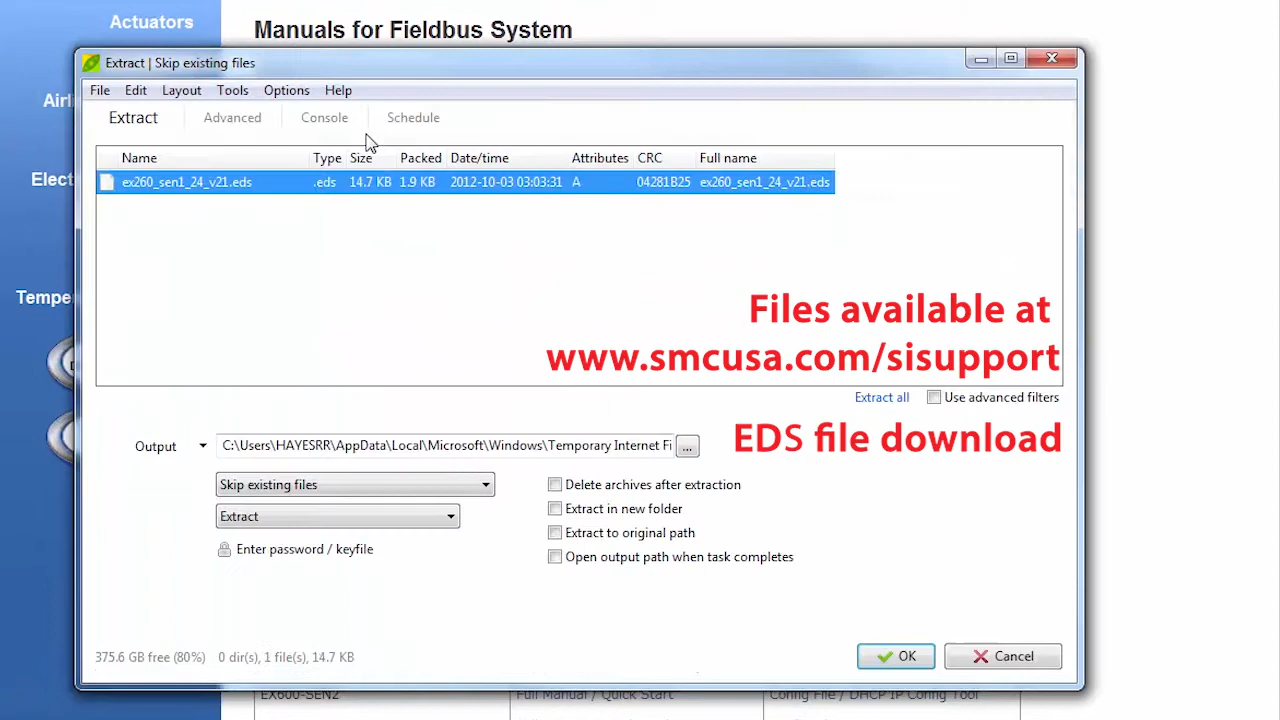 Actuators
Manuals for Fieldbus System
Extract | Skip existing files
File Edit Layout Tools Options Help
Extract Advanced Console Schedule
Name Type Size Packed Date/time Attributes CRC Full name
ex260_sen1_24_v21.eds .eds 14.7 KB 1.9 KB 2012-10-03 03:03:31 A 04281B25 ex260_sen1_24_v21.eds
Files available at
www.smcusa.com/sisupport
Extract all Use advanced filters
EDS file download
Output C:\Users\HAYESRR\AppData\Local\Microsoft\Windows\Temporary Internet Fi ...
Skip existing files
Delete archives after extraction
Extract
Extract in new folder
Extract to original path
Enter password / keyfile
Open output path when task completes
375.6 GB free (80%) 0 dir(s), 1 file(s), 14.7 KB
OK Cancel
EX600-SEN2 Full Manual / Quick Start Config File / DHCP IP Config Tool